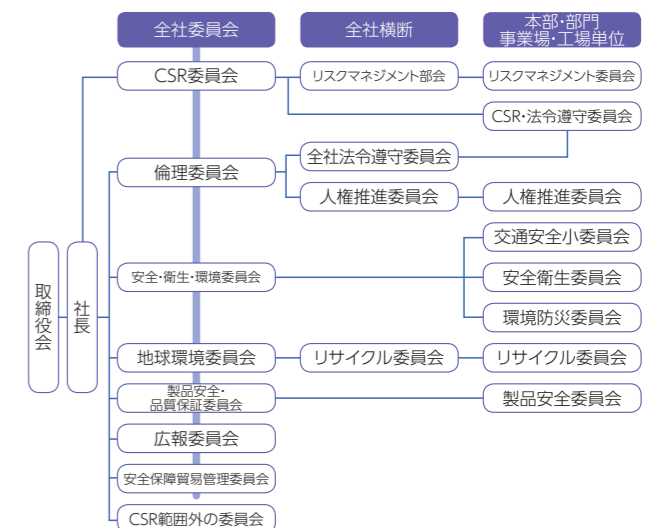 全社委員会
全社横断
本部・部門
事業場・工場単位
CSR委員会
リスクマネジメント部会
リスクマネジメント委員会
CSR・法令遵守委員会
倫理委員会
全社法令遵守委員会
人権推進委員会
人権推進委員会
交通安全小委員会
安全・衛生・環境委員会
安全衛生委員会
環境防災委員会
取締役会
社長
地球環境委員会
リサイクル委員会
リサイクル委員会
製品安全・
品質保証委員会
製品安全委員会
広報委員会
安全保障貿易管理委員会
CSR範囲外の委員会